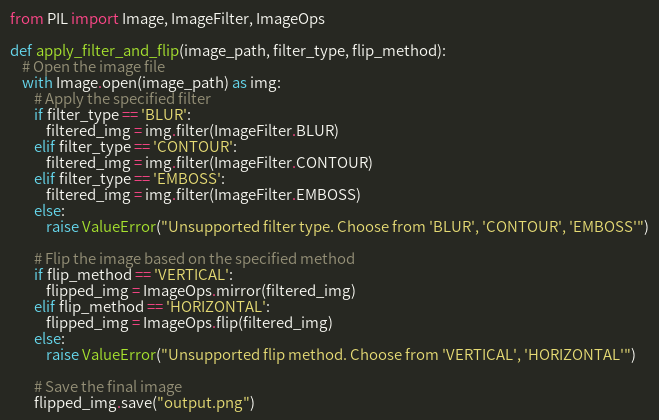 from PIL import Image, ImageFilter, ImageOps

def apply_filter_and_flip(image_path, filter_type, flip_method):
    # Open the image file
    with Image.open(image_path) as img:
        # Apply the specified filter
        if filter_type == 'BLUR':
            filtered_img = img.filter(ImageFilter.BLUR)
        elif filter_type == 'CONTOUR':
            filtered_img = img.filter(ImageFilter.CONTOUR)
        elif filter_type == 'EMBOSS':
            filtered_img = img.filter(ImageFilter.EMBOSS)
        else:
            raise ValueError("Unsupported filter type. Choose from 'BLUR', 'CONTOUR', 'EMBOSS'")

        # Flip the image based on the specified method
        if flip_method == 'VERTICAL':
            flipped_img = ImageOps.mirror(filtered_img)
        elif flip_method == 'HORIZONTAL':
            flipped_img = ImageOps.flip(filtered_img)
        else:
            raise ValueError("Unsupported flip method. Choose from 'VERTICAL', 'HORIZONTAL'")

        # Save the final image
        flipped_img.save("output.png")